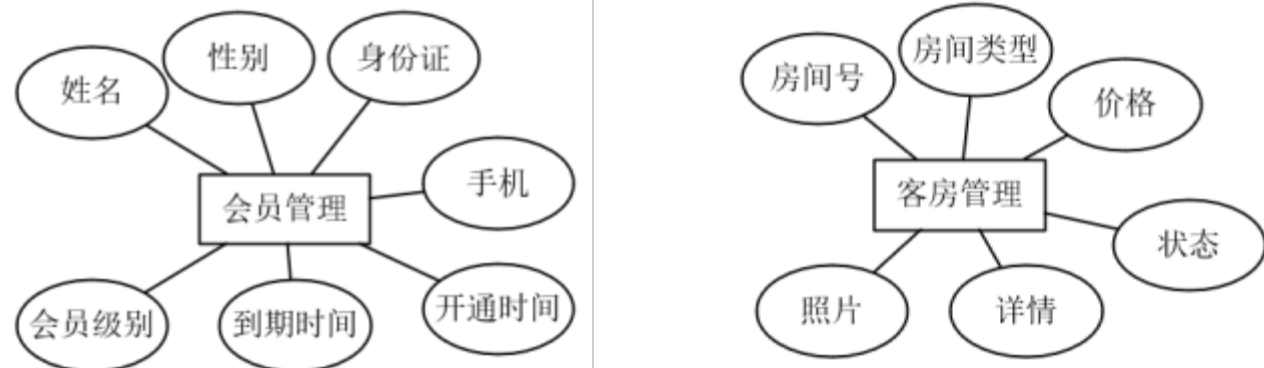 姓名
性别
身份证
手机
会员管理
会员级别
到期时间
开通时间
房间号
房间类型
价格
客房管理
状态
照片
详情